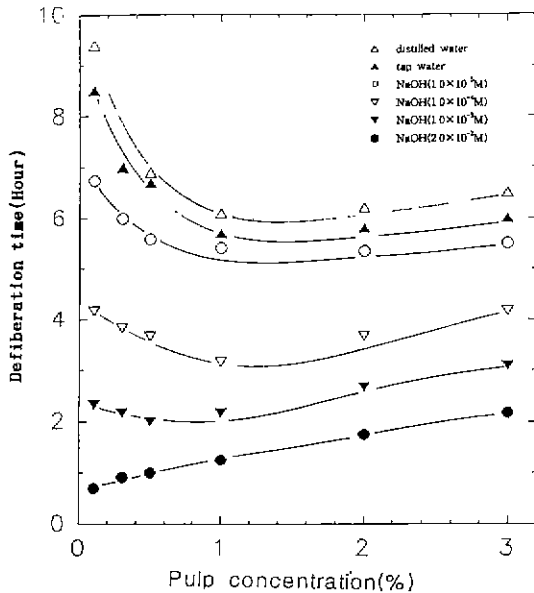 10
8
6
4
2
0
Defiberation time(Hour)
△ distilled water
▲ tap water
○ NaOH(1.0×10⁻⁵M)
▽ NaOH(1.0×10⁻⁴M)
▼ NaOH(1.0×10⁻³M)
● NaOH(2.0×10⁻²M)
0 1 2 3
Pulp concentration(%)